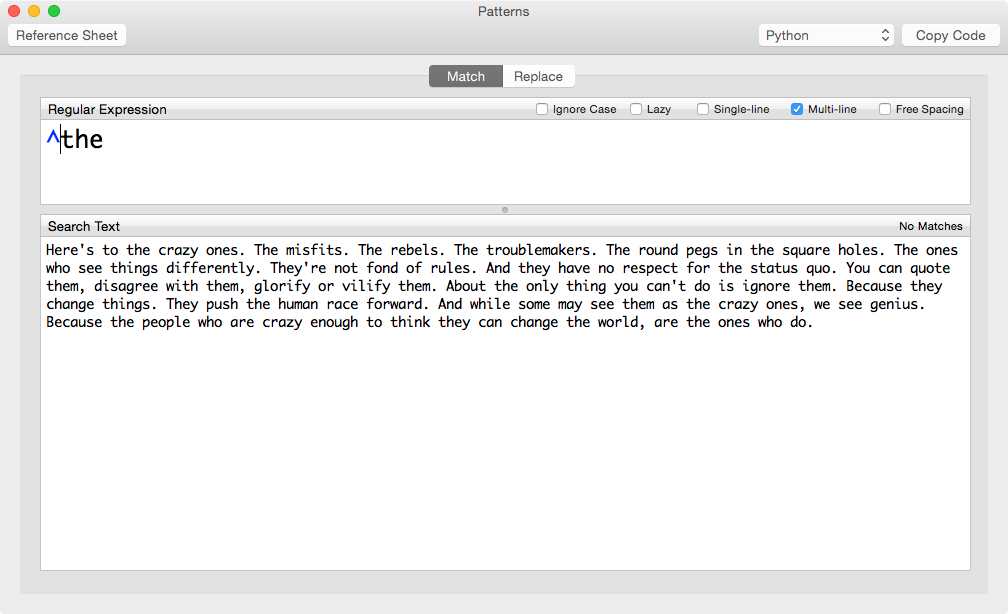 Patterns
Reference Sheet
Python
Copy Code
Match
Replace
Regular Expression
Ignore Case
Lazy
Single-line
Multi-line
Free Spacing
^the
Search Text
No Matches
Here's to the crazy ones. The misfits. The rebels. The troublemakers. The round pegs in the square holes. The ones
who see things differently. They're not fond of rules. And they have no respect for the status quo. You can quote
them, disagree with them, glorify or vilify them. About the only thing you can't do is ignore them. Because they
change things. They push the human race forward. And while some may see them as the crazy ones, we see genius.
Because the people who are crazy enough to think they can change the world, are the ones who do.